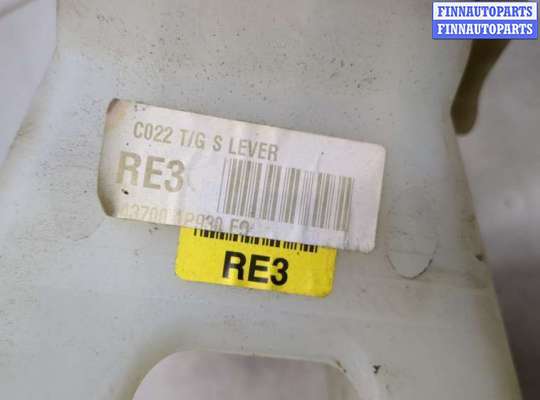 FINNAUTOPARTS
FINNAUTOPARTS
C022 T/G S LEVER
RE3
RE3